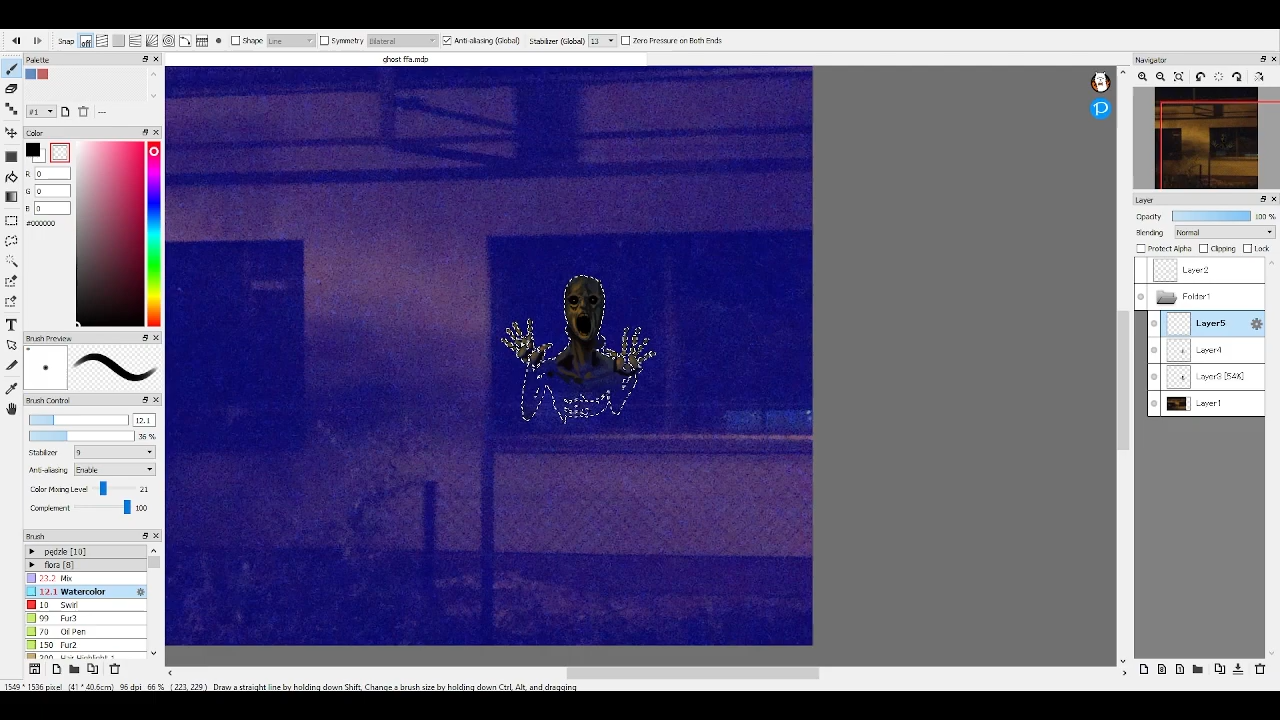 Snap off Shape Line Symmetry Bilateral Anti-aliasing (Global) Stabilizer (Global) 13 Zero Pressure on Both Ends
Palette
ghost ffa.mdp
Navigator
#1
---
Color
R 0
G 0
B 0
#000000
Layer
Opacity 100 %
Blending Normal
Protect Alpha Clipping Lock
Layer2
Folder1
Layer5
Layer4
Layer3 [54K]
Layer1
Brush Preview
Brush Control
12.1
36 %
Stabilizer 9
Anti-aliasing Enable
Color Mixing Level 21
Complement 100
Brush
pędzle [10]
flora [8]
23.2 Mix
12.1 Watercolor
10 Swirl
99 Fur3
70 Oil Pen
150 Fur2
1549 * 1536 pixel (41 * 40.6cm) 96 dpi 66 % ( 223, 229) Draw a straight line by holding down Shift, Change a brush size by holding down Ctrl, Alt, and dragging